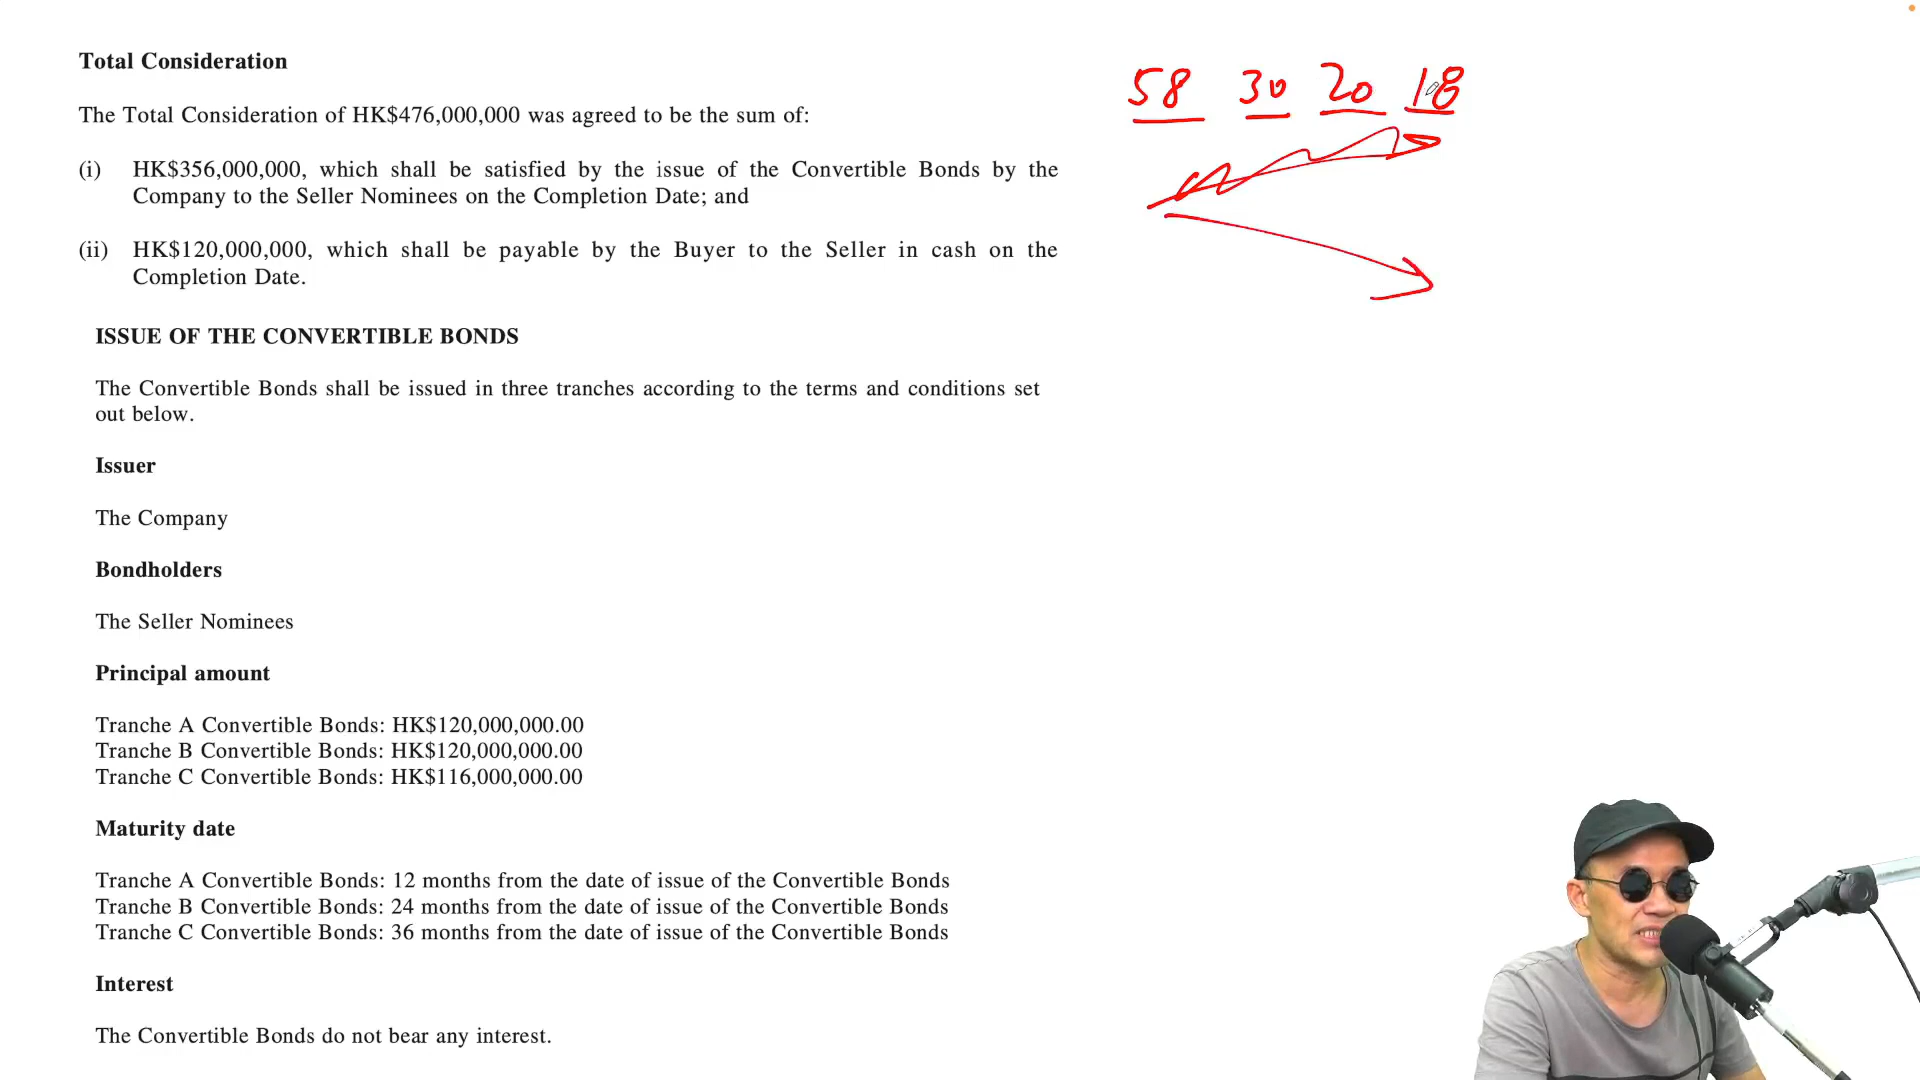 Total Consideration
The Total Consideration of HK$476,000,000 was agreed to be the sum of:
(i) HK$356,000,000, which shall be satisfied by the issue of the Convertible Bonds by the
Company to the Seller Nominees on the Completion Date; and
(ii) HK$120,000,000, which shall be payable by the Buyer to the Seller in cash on the
Completion Date.
ISSUE OF THE CONVERTIBLE BONDS
The Convertible Bonds shall be issued in three tranches according to the terms and conditions set
out below.
Issuer
The Company
Bondholders
The Seller Nominees
Principal amount
Tranche A Convertible Bonds: HK$120,000,000.00
Tranche B Convertible Bonds: HK$120,000,000.00
Tranche C Convertible Bonds: HK$116,000,000.00
Maturity date
Tranche A Convertible Bonds: 12 months from the date of issue of the Convertible Bonds
Tranche B Convertible Bonds: 24 months from the date of issue of the Convertible Bonds
Tranche C Convertible Bonds: 36 months from the date of issue of the Convertible Bonds
Interest
The Convertible Bonds do not bear any interest.
58 30 20 18